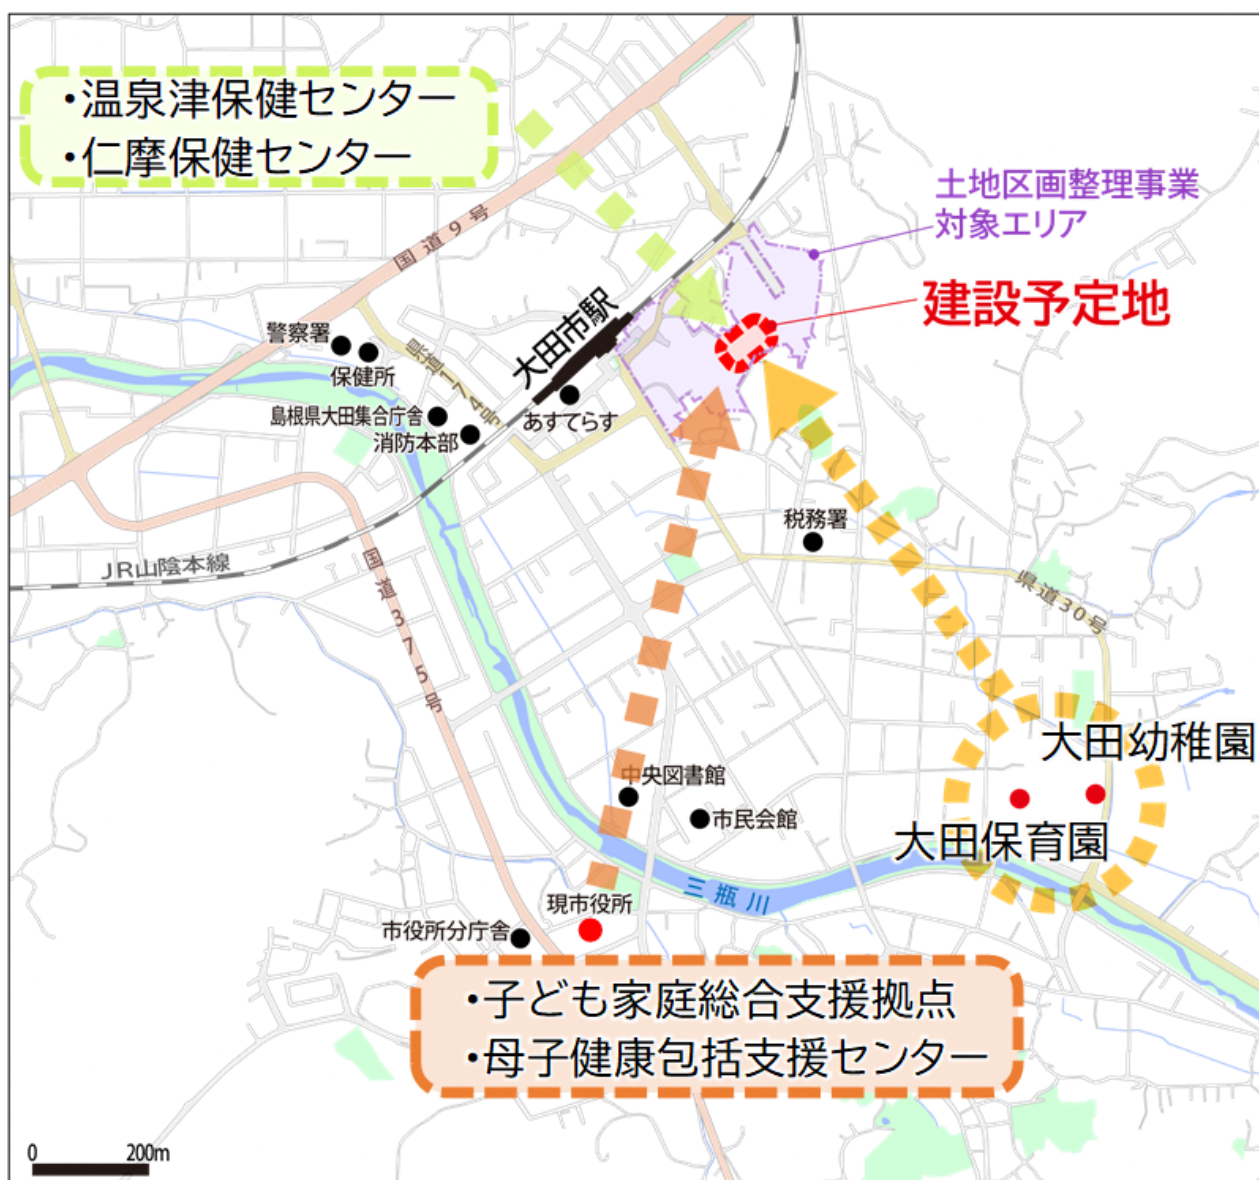 ・温泉津保健センター
・仁摩保健センター
土地区画整理事業
対象エリア
建設予定地
国道9号
大田市駅
警察署
保健所
県道174号
島根県大田集合庁舎
消防本部
あすてらす
税務署
JR山陰本線
国道375号
県道30号
大田幼稚園
中央図書館
市民会館
大田保育園
三瓶川
現市役所
市役所分庁舎
・子ども家庭総合支援拠点
・母子健康包括支援センター
0 200m